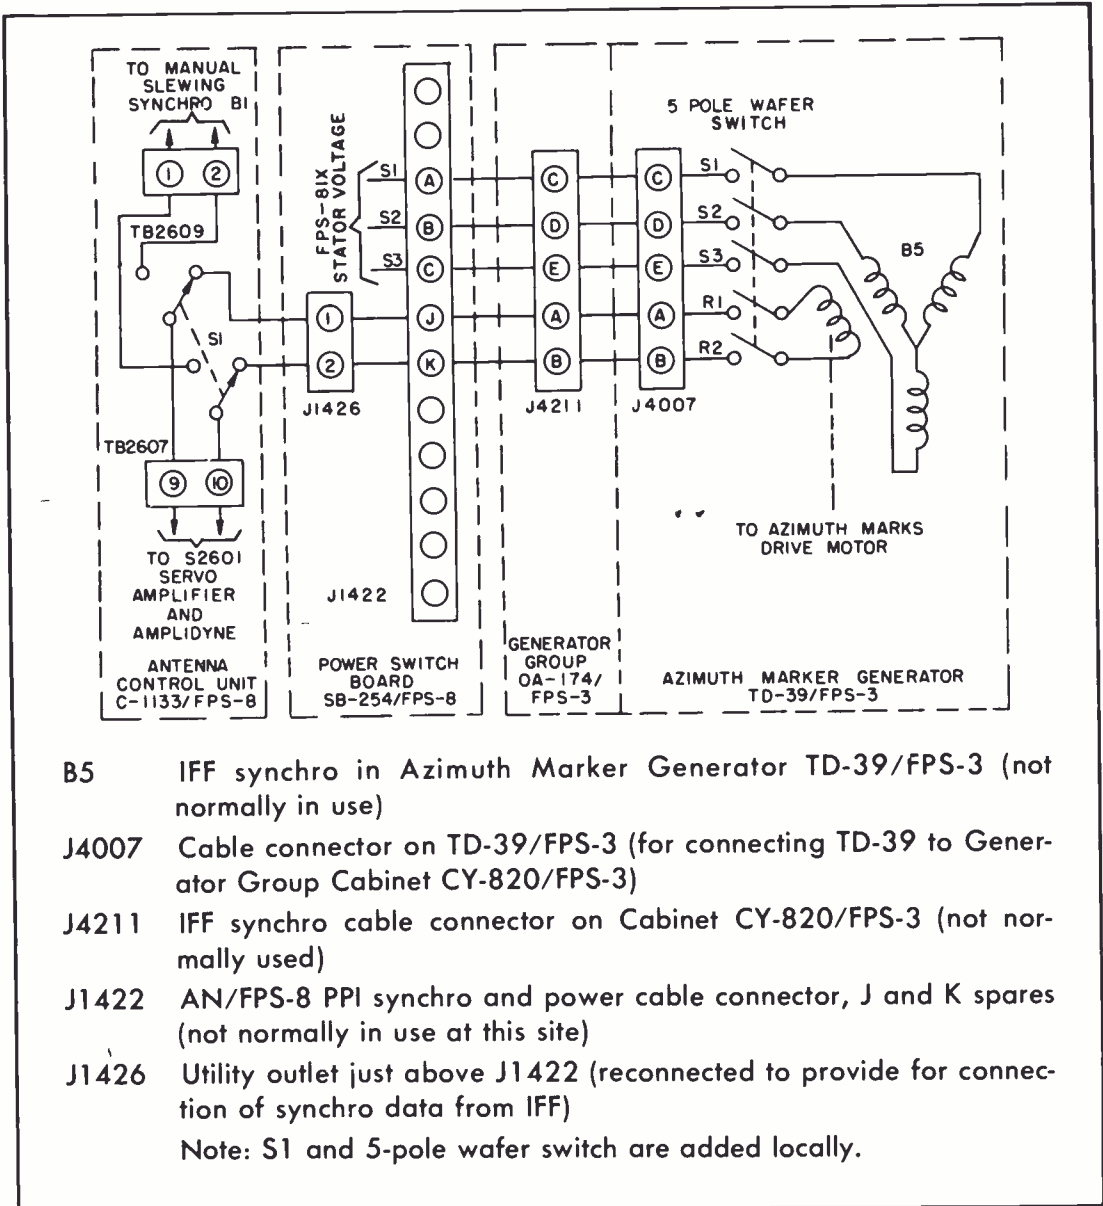 TO MANUAL
SLEWING
SYNCHRO B1
1 2
TB2609
S1
TB2607
9 10
TO S2601
SERVO
AMPLIFIER
AND
AMPLIDYNE
ANTENNA
CONTROL UNIT
C-1133/FPS-8
FPS-81X
STATOR VOLTAGE
S1
S2
S3
A
B
C
J
K
1
2
J1426
J1422
POWER SWITCH
BOARD
SB-254/FPS-8
C
D
E
A
B
J4211
GENERATOR
GROUP
OA-174/
FPS-3
C
D
E
A
B
J4007
5 POLE WAFER
SWITCH
S1
S2
S3
R1
R2
B5
TO AZIMUTH MARKS
DRIVE MOTOR
AZIMUTH MARKER GENERATOR
TD-39/FPS-3
B5 IFF synchro in Azimuth Marker Generator TD-39/FPS-3 (not
normally in use)
J4007 Cable connector on TD-39/FPS-3 (for connecting TD-39 to Gener-
ator Group Cabinet CY-820/FPS-3)
J4211 IFF synchro cable connector on Cabinet CY-820/FPS-3 (not nor-
mally used)
J1422 AN/FPS-8 PPI synchro and power cable connector, J and K spares
(not normally in use at this site)
J1426 Utility outlet just above J1422 (reconnected to provide for connec-
tion of synchro data from IFF)
Note: S1 and 5-pole wafer switch are added locally.